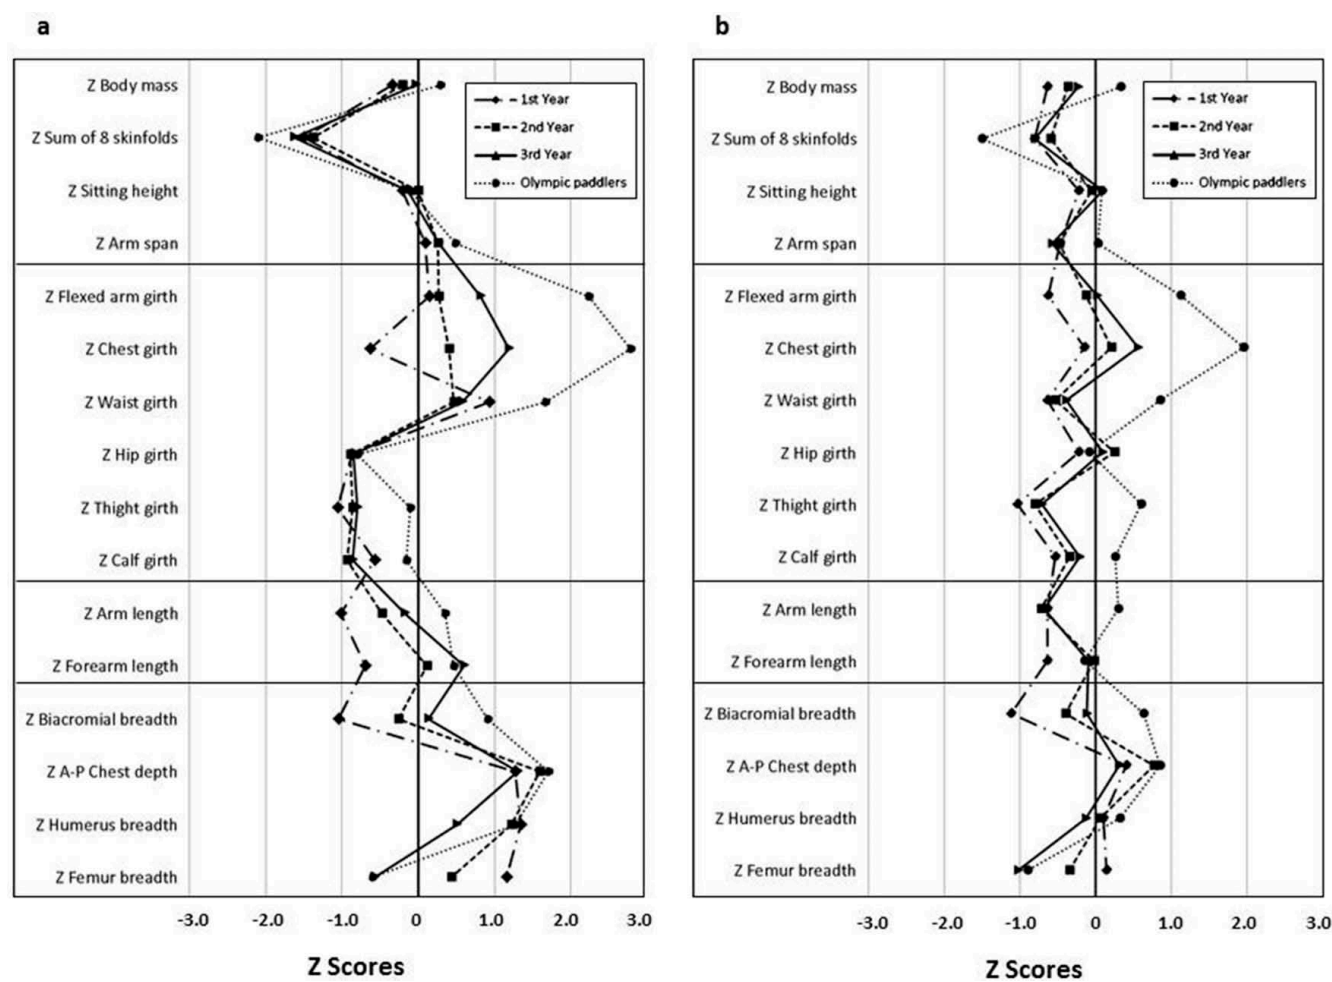 a
Z Body mass
Z Sum of 8 skinfolds
Z Sitting height
Z Arm span
Z Flexed arm girth
Z Chest girth
Z Waist girth
Z Hip girth
Z Thight girth
Z Calf girth
Z Arm length
Z Forearm length
Z Biacromial breadth
Z A-P Chest depth
Z Humerus breadth
Z Femur breadth
1st Year
2nd Year
3rd Year
Olympic paddlers
-3.0 -2.0 -1.0 0 1.0 2.0 3.0
Z Scores
b
Z Body mass
Z Sum of 8 skinfolds
Z Sitting height
Z Arm span
Z Flexed arm girth
Z Chest girth
Z Waist girth
Z Hip girth
Z Thight girth
Z Calf girth
Z Arm length
Z Forearm length
Z Biacromial breadth
Z A-P Chest depth
Z Humerus breadth
Z Femur breadth
1st Year
2nd Year
3rd Year
Olympic paddlers
-3.0 -2.0 -1.0 0 1.0 2.0 3.0
Z Scores